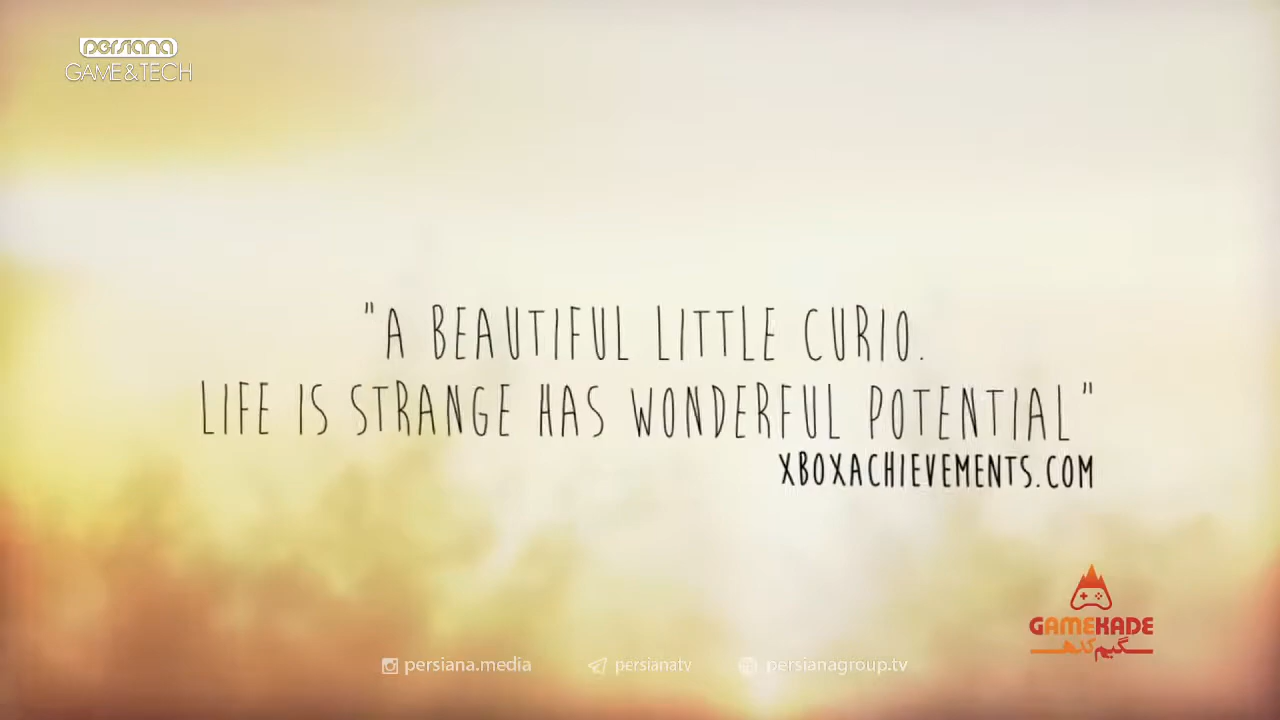 persiana
GAME&TECH
"A BEAUTIFUL LITTLE CURIO.
LIFE IS STRANGE HAS WONDERFUL POTENTIAL"
XBOXACHIEVEMENTS.COM
GAMEKADE
گیم کده
persiana.media persianatv persianagroup.tv